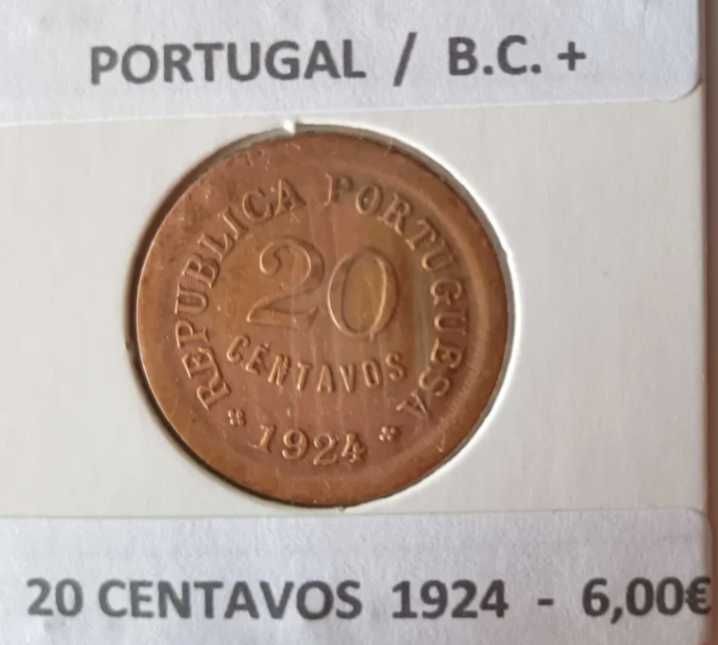 PORTUGAL / B.C. +
REPUBLICA PORTUGUESA
20
CENTAVOS
* 1924 *
20 CENTAVOS 1924 - 6,00€